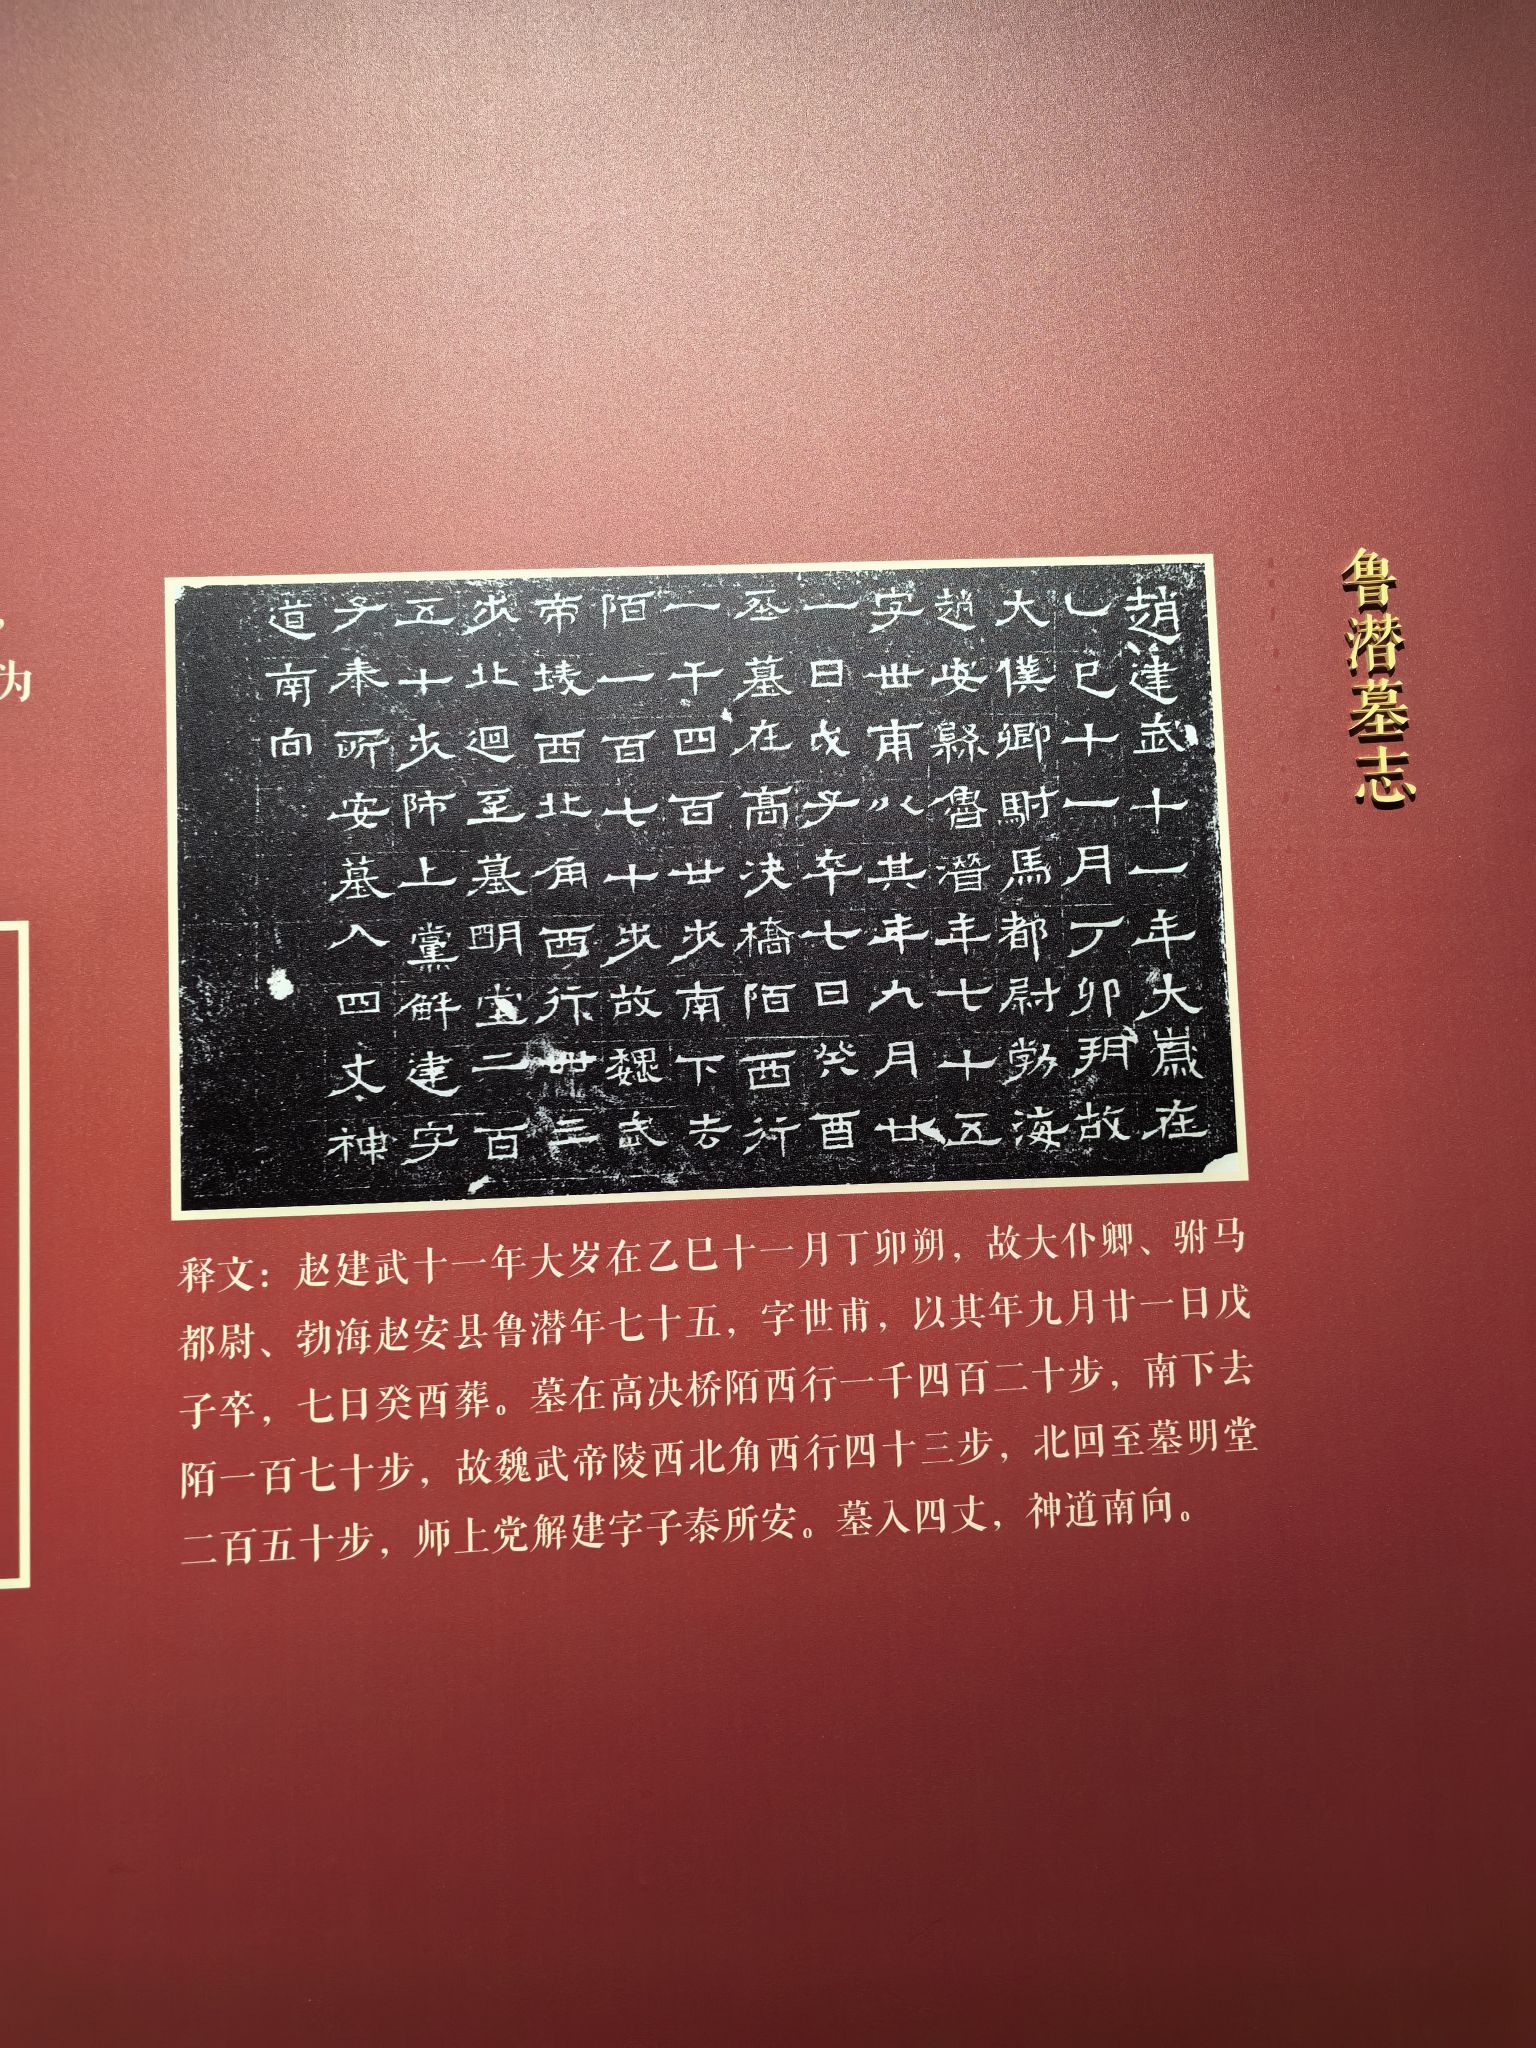 鲁潜墓志
趙建武十一年大嵗在
乙巳十一月丁卯朔故
大僕卿駙馬都尉勃海
趙安縣魯潛年七十五
字世甫以其年九月廿
一日戊子卒七日癸酉
墓在高决橋陌西行
一千四百廿步南下去
陌一百七十步故魏武
帝陵西北角西行卌三
步北迴至墓明堂二百
五十步師上黨解建字
子泰所安墓入四丈神
道南向
释文：赵建武十一年大岁在乙巳十一月丁卯朔，故大仆卿、驸马
都尉、勃海赵安县鲁潜年七十五，字世甫，以其年九月廿一日戊
子卒，七日癸酉葬。墓在高决桥陌西行一千四百二十步，南下去
陌一百七十步，故魏武帝陵西北角西行四十三步，北回至墓明堂
二百五十步，师上党解建字子泰所安。墓入四丈，神道南向。
，
为